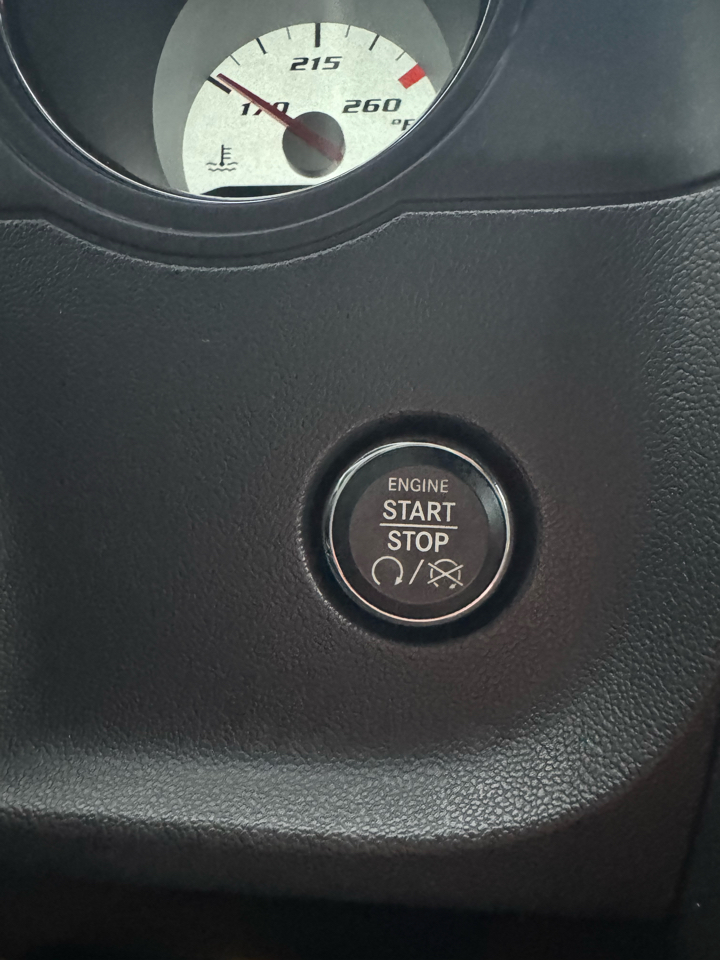 215
170 260
°F
ENGINE
START
STOP